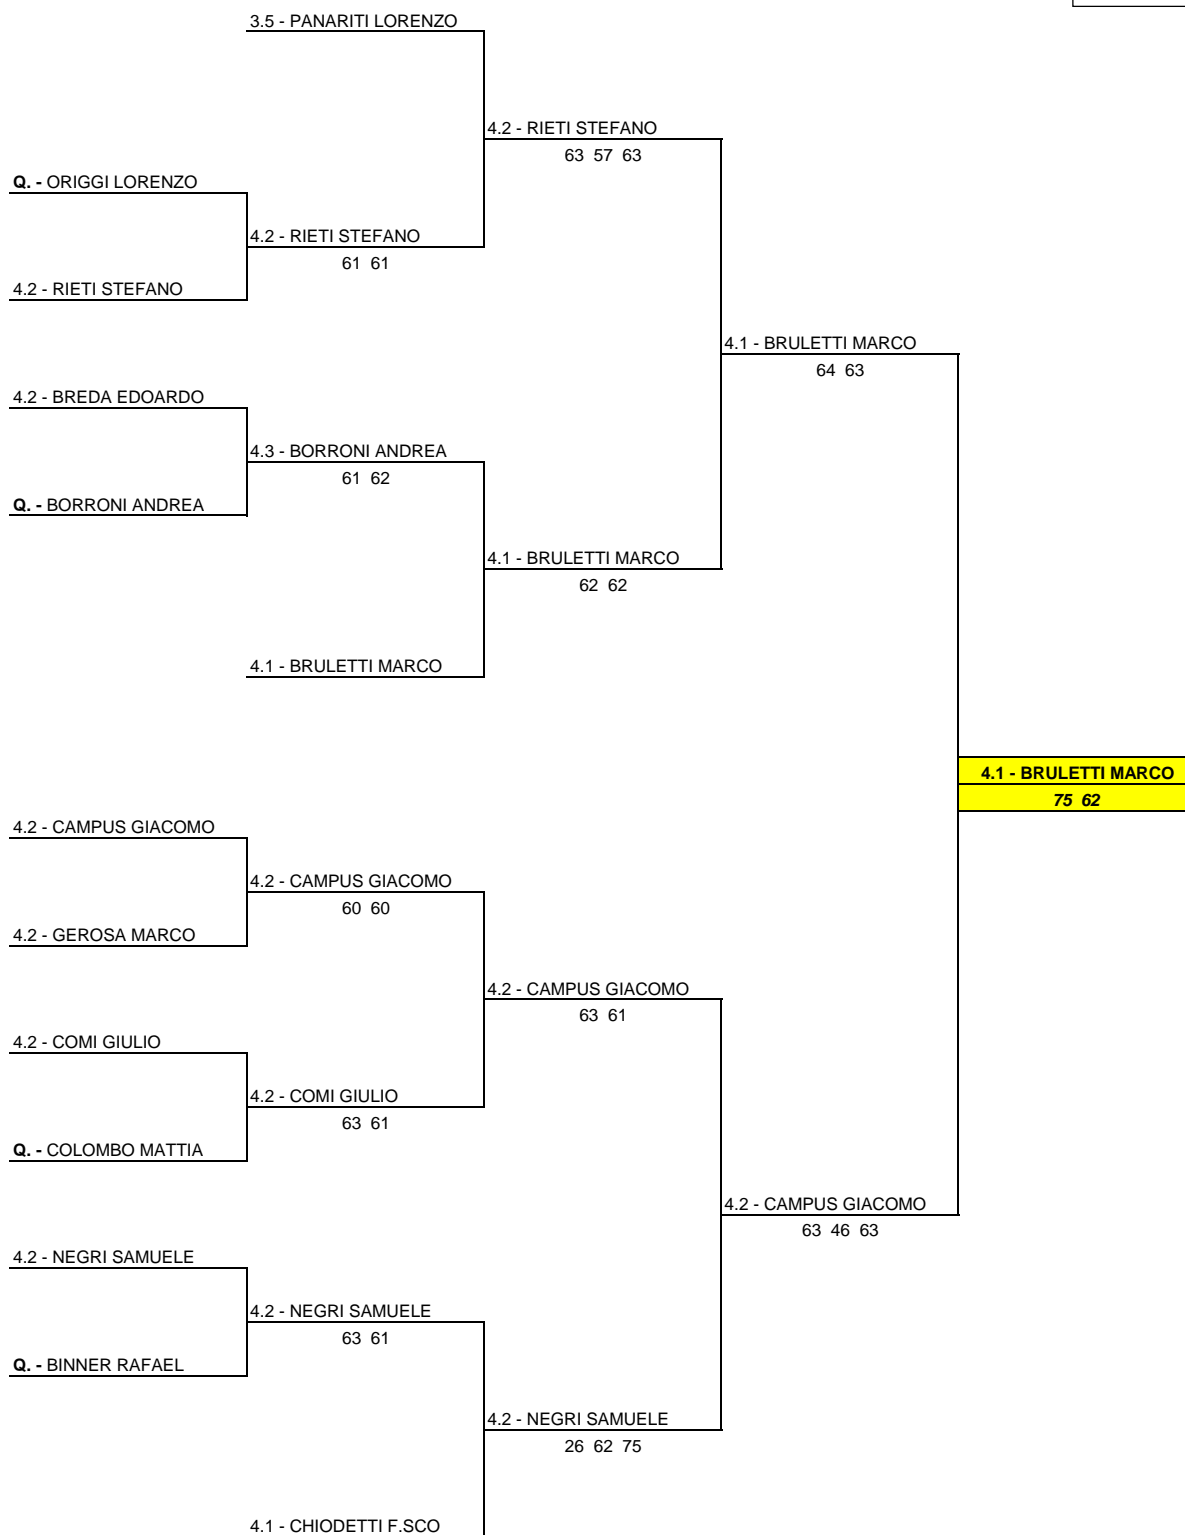 3.5 - PANARITI LORENZO
4.2 - RIETI STEFANO
63 57 63
Q. - ORIGGI LORENZO
4.2 - RIETI STEFANO
61 61
4.2 - RIETI STEFANO
4.1 - BRULETTI MARCO
64 63
4.2 - BREDA EDOARDO
4.3 - BORRONI ANDREA
61 62
Q. - BORRONI ANDREA
4.1 - BRULETTI MARCO
62 62
4.1 - BRULETTI MARCO
4.1 - BRULETTI MARCO
75 62
4.2 - CAMPUS GIACOMO
4.2 - CAMPUS GIACOMO
60 60
4.2 - GEROSA MARCO
4.2 - CAMPUS GIACOMO
63 61
4.2 - COMI GIULIO
4.2 - COMI GIULIO
63 61
Q. - COLOMBO MATTIA
4.2 - CAMPUS GIACOMO
63 46 63
4.2 - NEGRI SAMUELE
4.2 - NEGRI SAMUELE
63 61
Q. - BINNER RAFAEL
4.2 - NEGRI SAMUELE
26 62 75
4.1 - CHIODETTI F.SCO